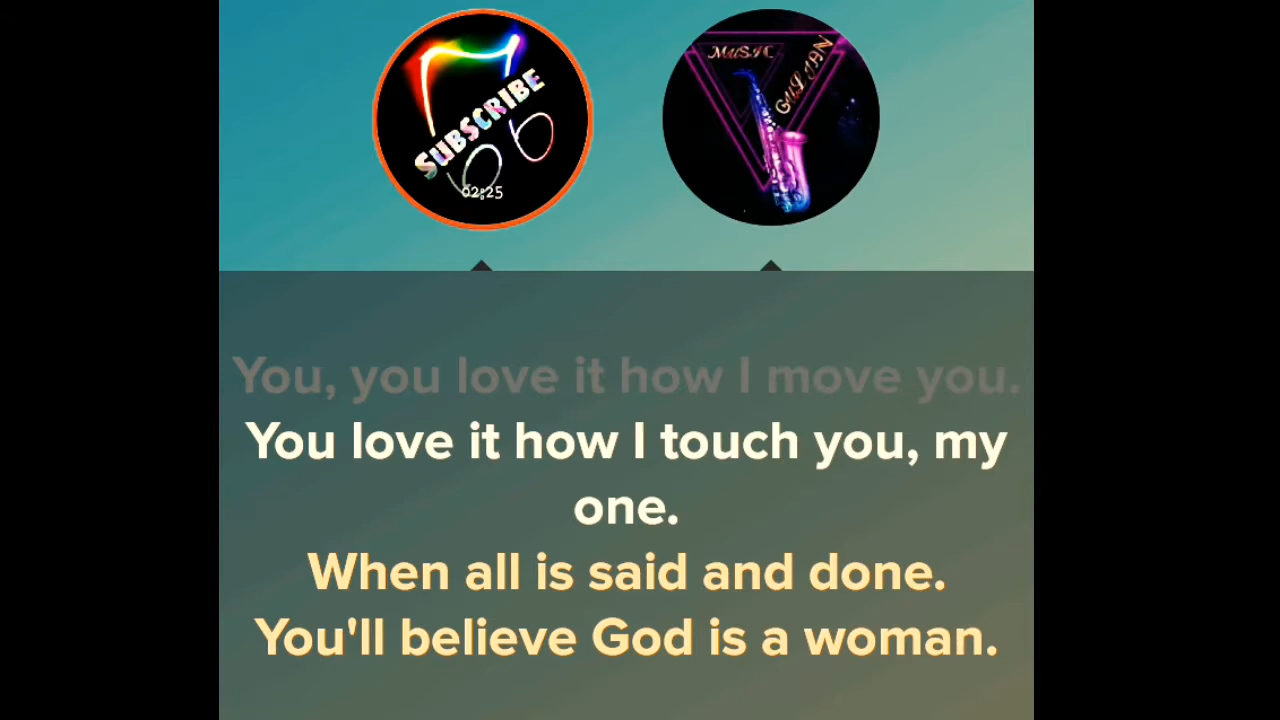 SUBSCRIBE
02:25
MUSIC
GULIAN
You, you love it how I move you.
You love it how I touch you, my
one.
When all is said and done.
You'll believe God is a woman.